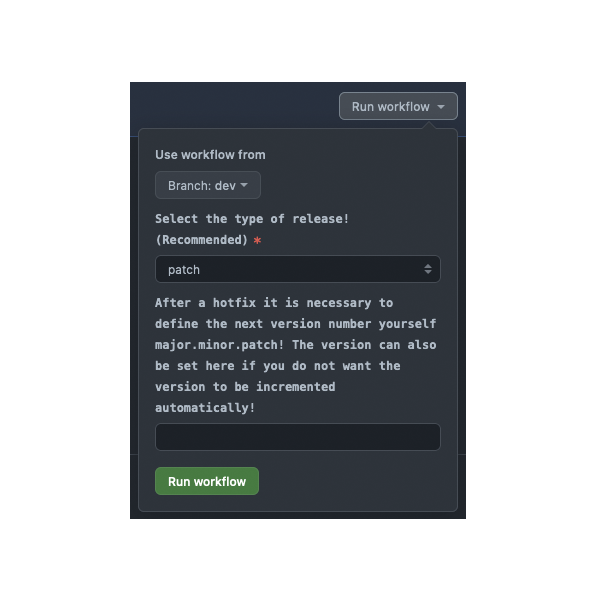 Run workflow
Use workflow from
Branch: dev
Select the type of release!
(Recommended) *
patch
After a hotfix it is necessary to
define the next version number yourself
major.minor.patch! The version can also
be set here if you do not want the
version to be incremented
automatically!
Run workflow